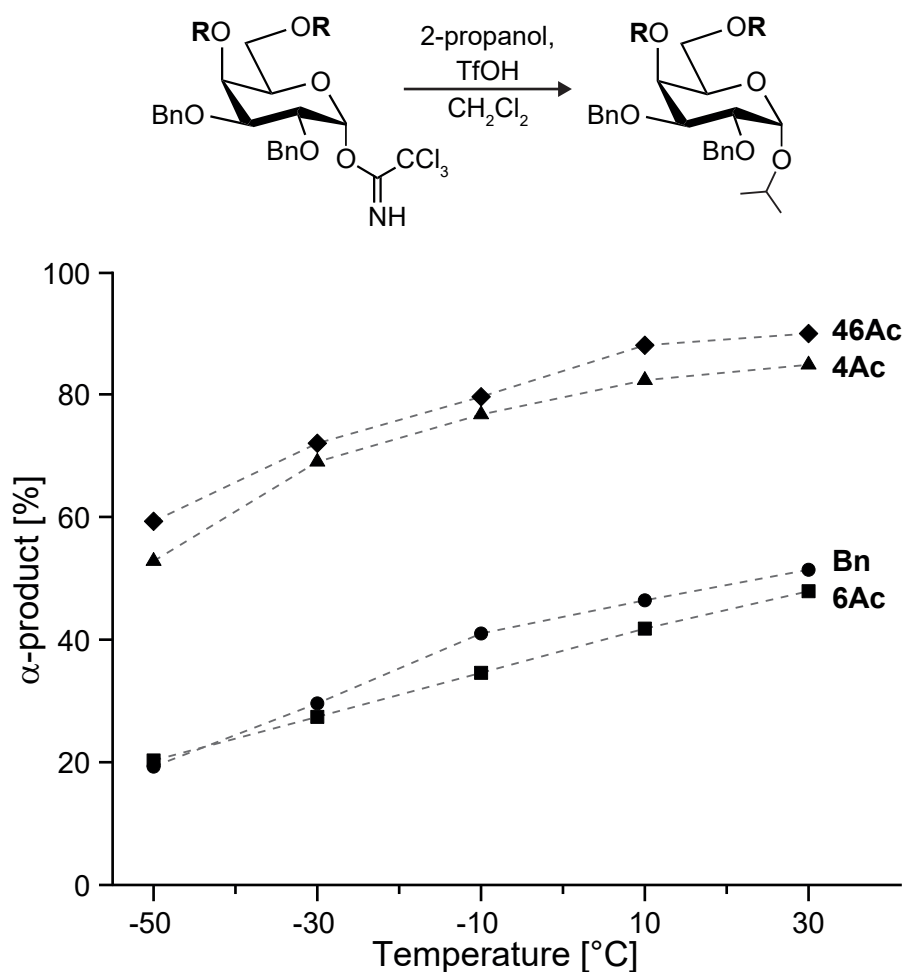 RO
OR
O
BnO
BnO
O
CCl₃
NH
2-propanol,
TfOH
CH₂Cl₂
RO
OR
O
BnO
BnO
O
α-product [%]
100
80
60
40
20
0
46Ac
4Ac
Bn
6Ac
-50
-30
-10
10
30
Temperature [°C]